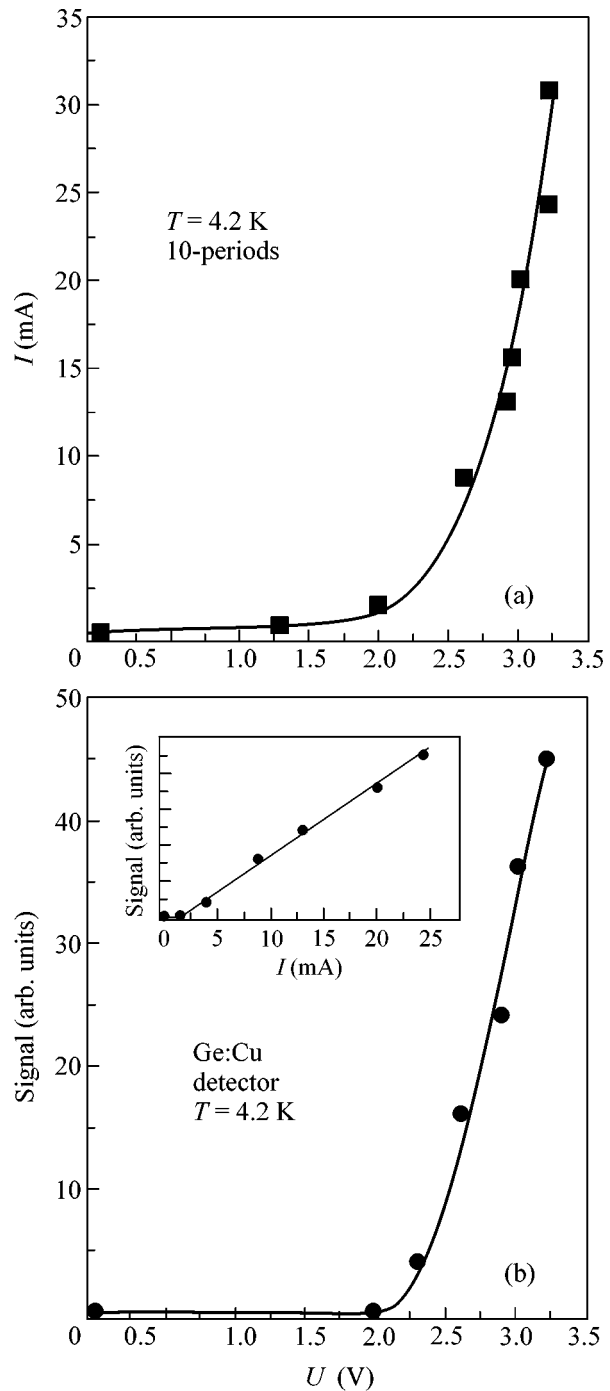 35
30
25
20
15
10
5
I (mA)
T = 4.2 K
10-periods
(a)
0 0.5 1.0 1.5 2.0 2.5 3.0 3.5
50
40
30
20
10
Signal (arb. units)
Signal (arb. units)
0 5 10 15 20 25
I (mA)
Ge:Cu
detector
T = 4.2 K
(b)
0 0.5 1.0 1.5 2.0 2.5 3.0 3.5
U (V)